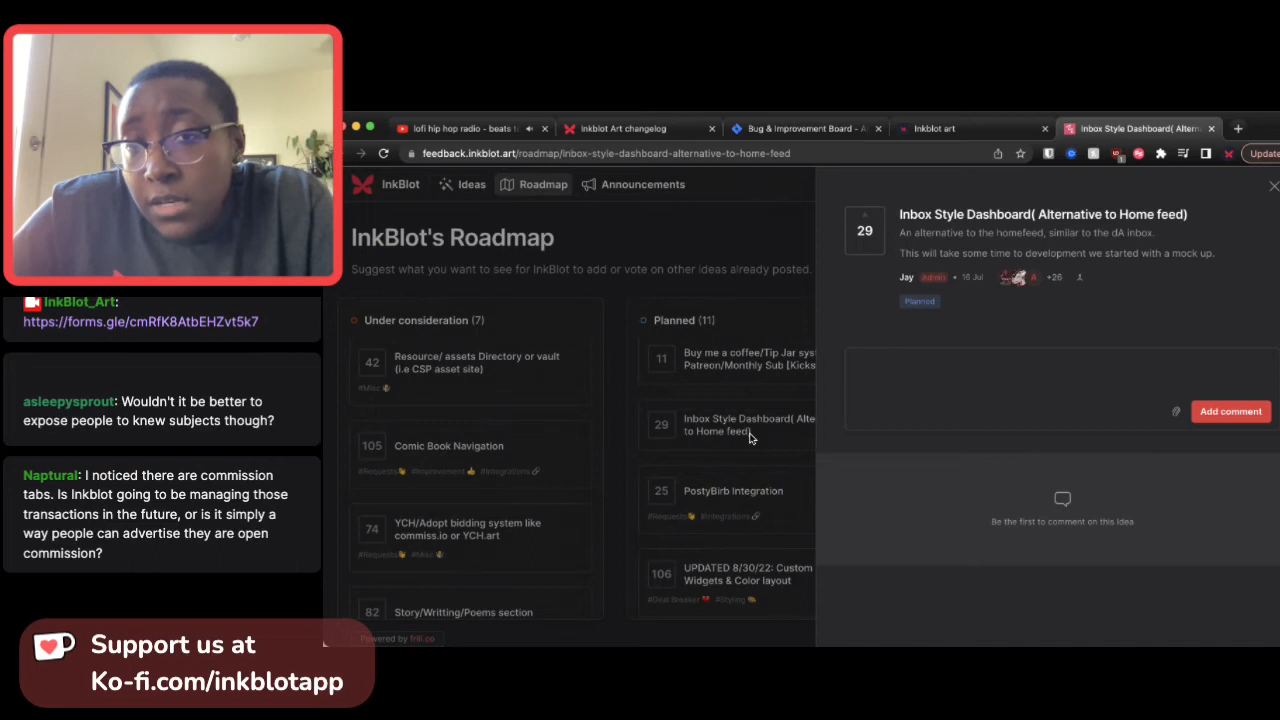 lofi hip hop radio - beats t
Inkblot Art changelog
Bug & Improvement Board - A
Inkblot art
Inbox Style Dashboard( Altern
feedback.inkblot.art/roadmap/inbox-style-dashboard-alternative-to-home-feed
Update
InkBlot
Ideas
Roadmap
Announcements
InkBlot's Roadmap
Suggest what you want to see for InkBlot to add or vote on other ideas already posted.
Under consideration (7)
42
Resource/ assets Directory or vault
(i.e CSP asset site)
#Misc
105
Comic Book Navigation
#Requests #Improvement #Integrations
74
YCH/Adopt bidding system like
commiss.io or YCH.art
#Requests #Misc
82
Story/Writting/Poems section
Powered by frill.co
Planned (11)
11
Buy me a coffee/Tip Jar syst
Patreon/Monthly Sub [Kicks
29
Inbox Style Dashboard( Alte
to Home feed)
25
PostyBirb Integration
#Requests #Integrations
106
UPDATED 8/30/22: Custom
Widgets & Color layout
#Deal Breaker #Styling
29
Inbox Style Dashboard( Alternative to Home feed)
An alternative to the homefeed, similar to the dA inbox.
This will take some time to development we started with a mock up.
Jay Admin • 16 Jul A +26
Planned
Add comment
Be the first to comment on this Idea
InkBlot_Art:
https://forms.gle/cmRfK8AtbEHZvt5k7
asleepysprout: Wouldn't it be better to
expose people to knew subjects though?
Naptural: I noticed there are commission
tabs. Is Inkblot going to be managing those
transactions in the future, or is it simply a
way people can advertise they are open
commission?
Support us at
Ko-fi.com/inkblotapp